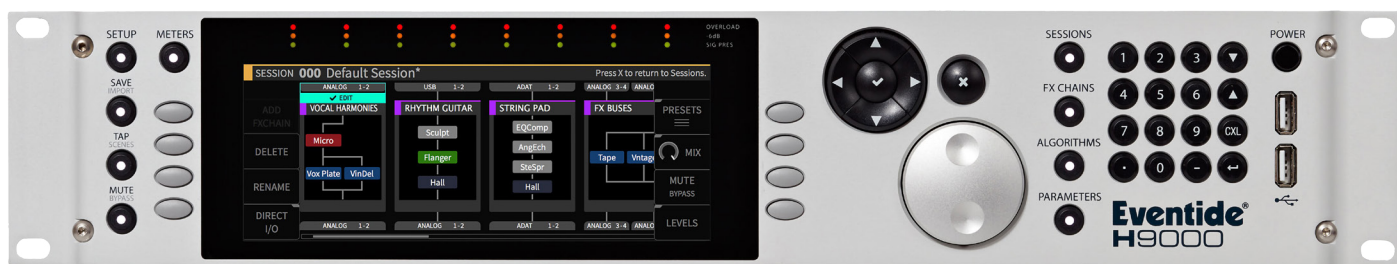 SETUP METERS
SAVE
IMPORT
TAP
SCENES
MUTE
BYPASS
OVERLOAD
-6dB
SIG PRES
SESSION 000 Default Session* Press X to return to Sessions.
ANALOG 1-2 USB 1-2 ADAT 1-2 ANALOG 3-4 ANALO
✓ EDIT
ADD
FXCHAIN
DELETE
RENAME
DIRECT
I/O
VOCAL HARMONIES RHYTHM GUITAR STRING PAD FX BUSES
Micro
Vox Plate VinDel
Sculpt
Flanger
Hall
EQComp
AngEch
SteSpr
Hall
Tape Vntage
ANALOG 1-2 ANALOG 1-2 ADAT 1-2 ANALOG 3-4 ANALO
PRESETS
MIX
MUTE
BYPASS
LEVELS
SESSIONS
FX CHAINS
ALGORITHMS
PARAMETERS
1 2 3
4 5 6
7 8 9 CXL
. 0 -
POWER
Eventide®
H9000